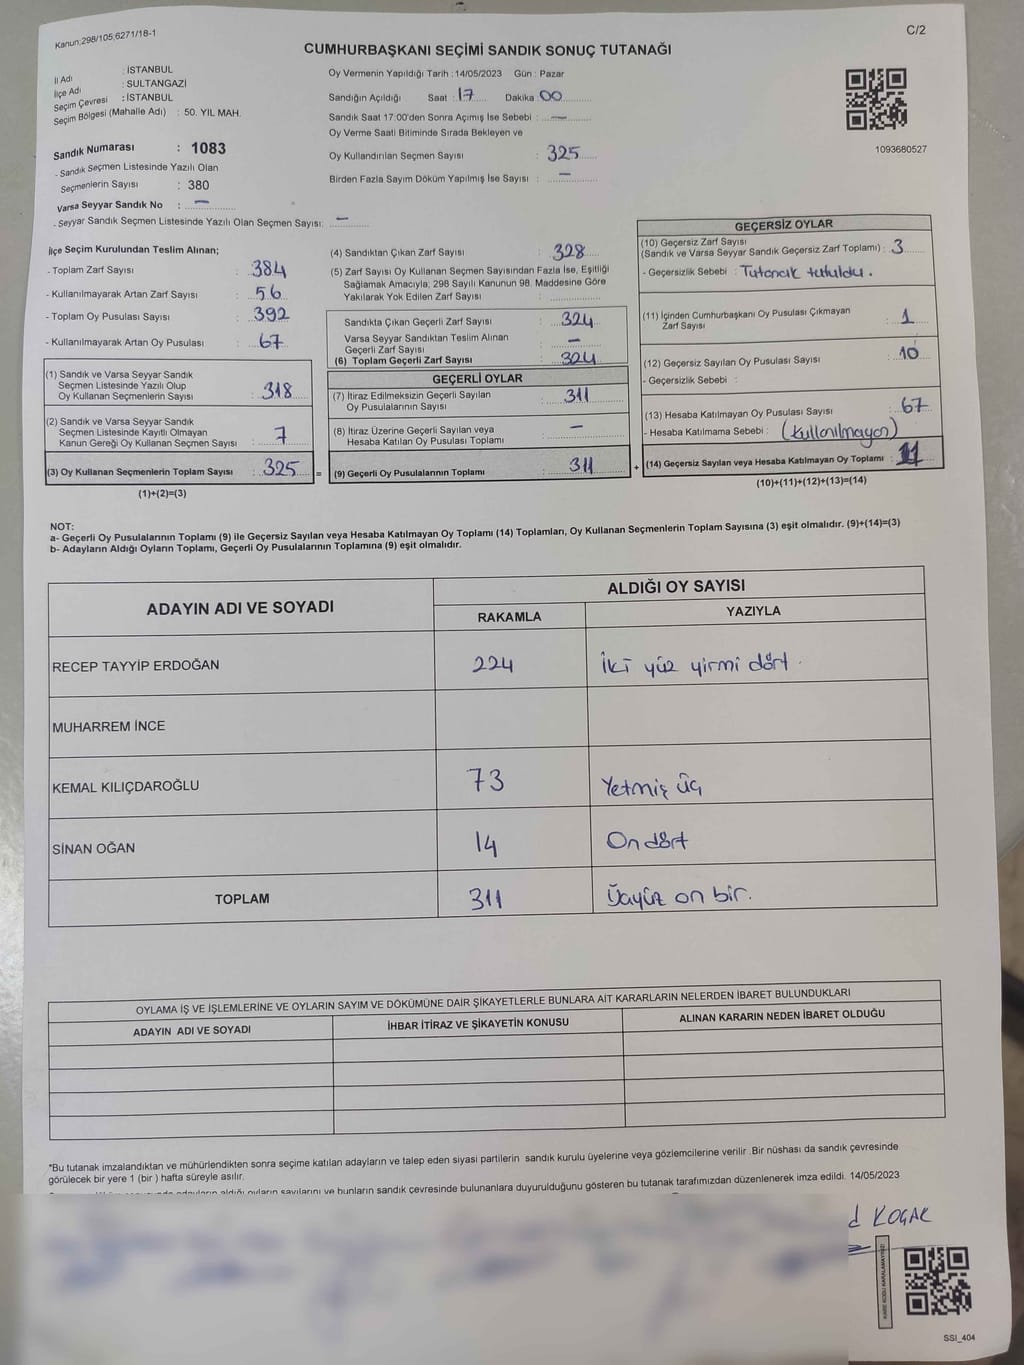 Kanun;298/105;6271/18-1
C/2
CUMHURBAŞKANI SEÇİMİ SANDIK SONUÇ TUTANAĞI
İl Adı : İSTANBUL
İlçe Adı : SULTANGAZİ
Seçim Çevresi : İSTANBUL
Seçim Bölgesi (Mahalle Adı) : 50. YIL MAH.
Oy Vermenin Yapıldığı Tarih : 14/05/2023 Gün : Pazar
Sandığın Açıldığı Saat : 17 Dakika 00
Sandık Saat 17:00'den Sonra Açımış İse Sebebi : —
Oy Verme Saati Bitiminde Sırada Bekleyen ve
Oy Kullandırılan Seçmen Sayısı : 325
Birden Fazla Sayım Döküm Yapılmış İse Sayısı : —
1093680527
Sandık Numarası : 1083
- Sandık Seçmen Listesinde Yazılı Olan
Seçmenlerin Sayısı : 380
Varsa Seyyar Sandık No : —
- Seyyar Sandık Seçmen Listesinde Yazılı Olan Seçmen Sayısı: —
İlçe Seçim Kurulundan Teslim Alınan;
- Toplam Zarf Sayısı : 384
- Kullanılmayarak Artan Zarf Sayısı : 56
- Toplam Oy Pusulası Sayısı : 392
- Kullanılmayarak Artan Oy Pusulası : 67
(1) Sandık ve Varsa Seyyar Sandık
Seçmen Listesinde Yazılı Olup
Oy Kullanan Seçmenlerin Sayısı : 318
(2) Sandık ve Varsa Seyyar Sandık
Seçmen Listesinde Kayıtlı Olmayan
Kanun Gereği Oy Kullanan Seçmen Sayısı : 7
(3) Oy Kullanan Seçmenlerin Toplam Sayısı : 325 =
(1)+(2)=(3)
(4) Sandıktan Çıkan Zarf Sayısı : 328
(5) Zarf Sayısı Oy Kullanan Seçmen Sayısından Fazla İse, Eşitliği
Sağlamak Amacıyla; 298 Sayılı Kanunun 98. Maddesine Göre
Yakılarak Yok Edilen Zarf Sayısı :
Sandıkta Çıkan Geçerli Zarf Sayısı : 324
Varsa Seyyar Sandıktan Teslim Alınan
Geçerli Zarf Sayısı : —
(6) Toplam Geçerli Zarf Sayısı : 324
GEÇERLİ OYLAR
(7) İtiraz Edilmeksizin Geçerli Sayılan
Oy Pusulalarının Sayısı : 311
(8) İtiraz Üzerine Geçerli Sayılan veya
Hesaba Katılan Oy Pusulası Toplamı : —
(9) Geçerli Oy Pusulalarının Toplamı : 311 +
GEÇERSİZ OYLAR
(10) Geçersiz Zarf Sayısı
(Sandık ve Varsa Seyyar Sandık Geçersiz Zarf Toplamı) : 3
- Geçersizlik Sebebi : Tutanak tutuldu.
(11) İçinden Cumhurbaşkanı Oy Pusulası Çıkmayan
Zarf Sayısı : 1
(12) Geçersiz Sayılan Oy Pusulası Sayısı : 10
- Geçersizlik Sebebi :
(13) Hesaba Katılmayan Oy Pusulası Sayısı : 67
- Hesaba Katılmama Sebebi : (kullanılmayan)
(14) Geçersiz Sayılan veya Hesaba Katılmayan Oy Toplamı : 11
(10)+(11)+(12)+(13)=(14)
NOT:
a- Geçerli Oy Pusulalarının Toplamı (9) ile Geçersiz Sayılan veya Hesaba Katılmayan Oy Toplamı (14) Toplamları, Oy Kullanan Seçmenlerin Toplam Sayısına (3) eşit olmalıdır. (9)+(14)=(3)
b- Adayların Aldığı Oyların Toplamı, Geçerli Oy Pusulalarının Toplamına (9) eşit olmalıdır.
ADAYIN ADI VE SOYADI ALDIĞI OY SAYISI
RAKAMLA YAZIYLA
RECEP TAYYİP ERDOĞAN 224 İki yüz yirmi dört.
MUHARREM İNCE
KEMAL KILIÇDAROĞLU 73 Yetmiş üç
SİNAN OĞAN 14 On dört
TOPLAM 311 Üçyüz on bir.
OYLAMA İŞ VE İŞLEMLERİNE VE OYLARIN SAYIM VE DÖKÜMÜNE DAİR ŞİKAYETLERLE BUNLARA AİT KARARLARIN NELERDEN İBARET BULUNDUKLARI
ADAYIN ADI VE SOYADI İHBAR İTİRAZ VE ŞİKAYETİN KONUSU ALINAN KARARIN NEDEN İBARET OLDUĞU
*Bu tutanak imzalandıktan ve mühürlendikten sonra seçime katılan adayların ve talep eden siyasi partilerin sandık kurulu üyelerine veya gözlemcilerine verilir .Bir nüshası da sandık çevresinde
görülecek bir yere 1 (bir ) hafta süreyle asılır.
aldığı oyların sayılarını ve bunların sandık çevresinde bulunanlara duyurulduğunu gösteren bu tutanak tarafımızdan düzenlenerek imza edildi. 14/05/2023
d KOÇAK
KARE KODU KARALAMAYINIZ!
SSI_404